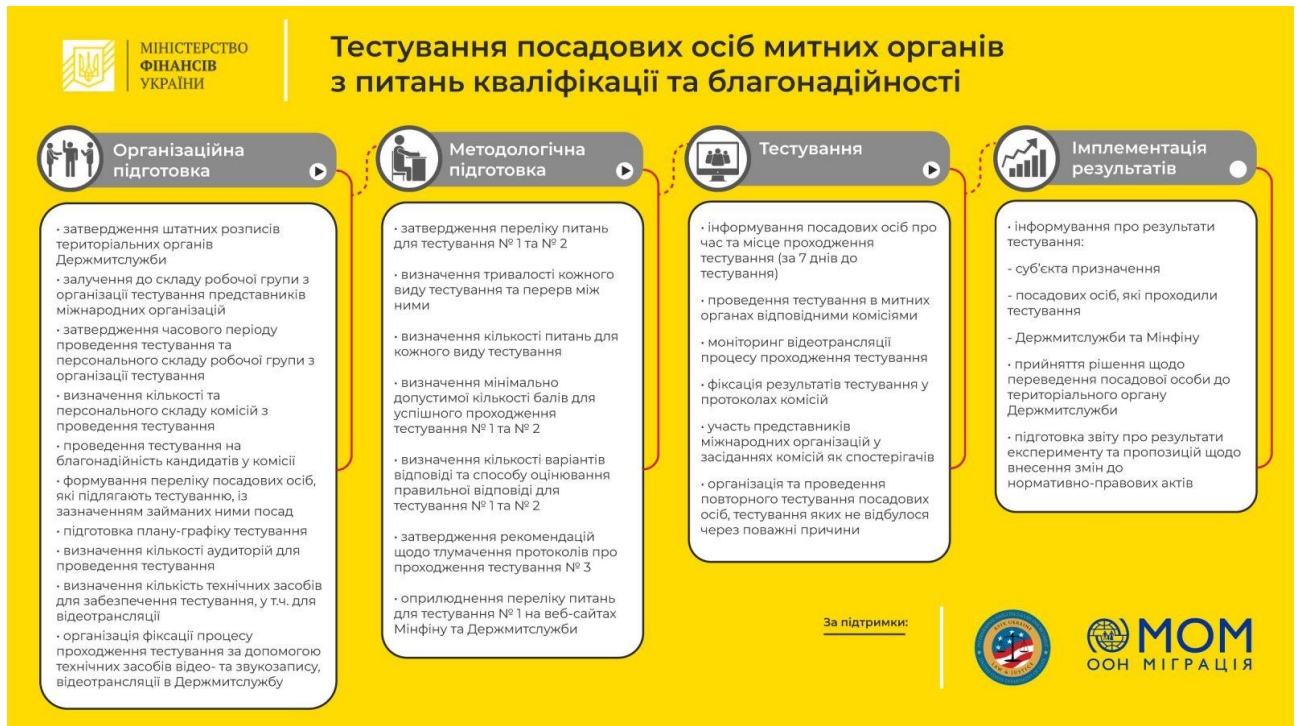 МІНІСТЕРСТВО
ФІНАНСІВ
УКРАЇНИ
Тестування посадових осіб митних органів
з питань кваліфікації та благонадійності
Організаційна
підготовка
• затвердження штатних розписів
територіальних органів
Держмитслужби
• залучення до складу робочої групи з
організації тестування представників
міжнародних організацій
• затвердження часового періоду
проведення тестування та
персонального складу робочої групи з
організації тестування
• визначення кількості та
персонального складу комісій з
проведення тестування
• проведення тестування на
благонадійність кандидатів у комісії
• формування переліку посадових осіб,
які підлягають тестуванню, із
зазначенням займаних ними посад
• підготовка плану-графіку тестування
• визначення кількості аудиторій для
проведення тестування
• визначення кількість технічних засобів
для забезпечення тестування, у т.ч. для
відеотрансляції
• організація фіксації процесу
проходження тестування за допомогою
технічних засобів відео- та звукозапису,
відеотрансляції в Держмитслужбу
Методологічна
підготовка
• затвердження переліку питань
для тестування № 1 та № 2
• визначення тривалості кожного
виду тестування та перерв між
ними
• визначення кількості питань для
кожного виду тестування
• визначення мінімально
допустимої кількості балів для
успішного проходження
тестування № 1 та № 2
• визначення кількості варіантів
відповіді та способу оцінювання
правильної відповіді для
тестування № 1 та № 2
• затвердження рекомендацій
щодо тлумачення протоколів про
проходження тестування № 3
• оприлюднення переліку питань
для тестування № 1 на веб-сайтах
Мінфіну та Держмитслужби
Тестування
• інформування посадових осіб про
час та місце проходження
тестування (за 7 днів до
тестування)
• проведення тестування в митних
органах відповідними комісіями
• моніторинг відеотрансляції
процесу проходження тестування
• фіксація результатів тестування у
протоколах комісій
• участь представників
міжнародних організацій у
засіданнях комісій як спостерігачів
• організація та проведення
повторного тестування посадових
осіб, тестування яких не відбулося
через поважні причини
Імплементація
результатів
• інформування про результати
тестування:
- суб'єкта призначення
- посадових осіб, які проходили
тестування
- Держмитслужби та Мінфіну
• прийняття рішення щодо
переведення посадової особи до
територіального органу
Держмитслужби
• підготовка звіту про результати
експерименту та пропозицій щодо
внесення змін до
нормативно-правових актів
За підтримки:
KYIV UKRAINE
LAW & JUSTICE
МОМ
ООН МІГРАЦІЯ